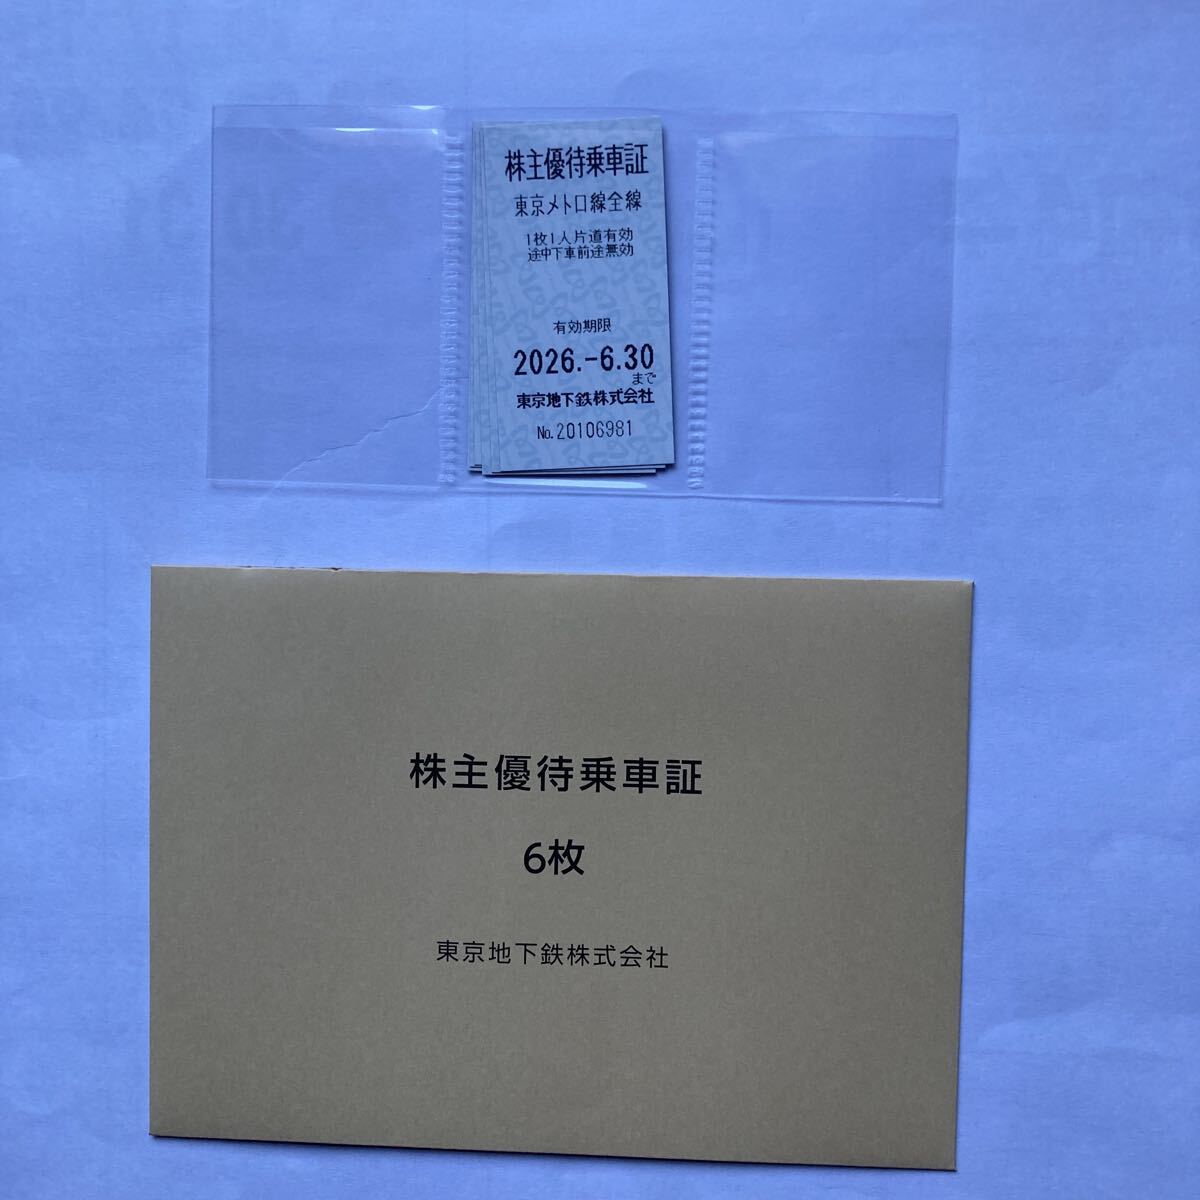 株主優待乗車証
東京メトロ線全線
1枚1人片道有効
途中下車前途無効
有効期限
2026.-6.30
まで
東京地下鉄株式会社
No.20106981
株主優待乗車証
6枚
東京地下鉄株式会社